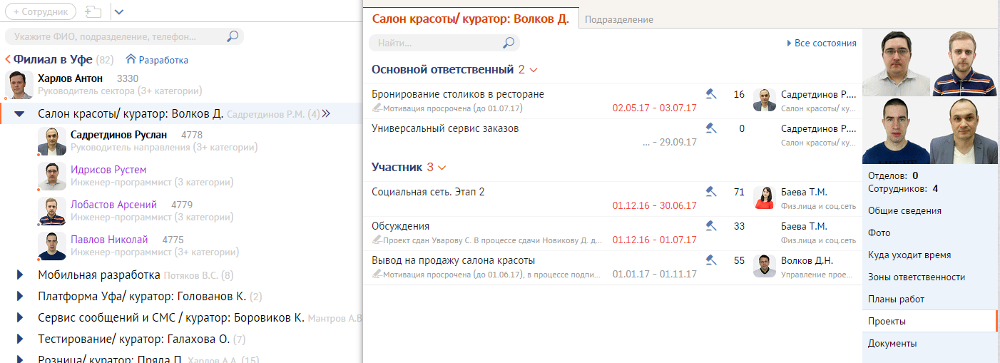 + Сотрудник
Укажите ФИО, подразделение, телефон...
Филиал в Уфе (82) Разработка
Харлов Антон 3330
Руководитель сектора (3+ категории)
Салон красоты/ куратор: Волков Д. Садретдинов Р.М. (4)
Садретдинов Руслан 4778
Руководитель направления (3+ категории)
Идрисов Рустем
Инженер-программист (3 категории)
Лобастов Арсений 4779
Инженер-программист (3 категории)
Павлов Николай 4775
Инженер-программист (3+ категории)
Мобильная разработка Потяков В.С. (8)
Платформа Уфа/ куратор: Голованов К. (2)
Сервис сообщений и СМС / куратор: Боровиков К. Мантров А.В
Тестирование/ куратор: Галахова О. (7)
Розница/ куратор: Пряда П. Харлов А.А. (15)
Салон красоты/ куратор: Волков Д. Подразделение
Найти... Все состояния
Основной ответственный 2
Бронирование столиков в ресторане 16 Садретдинов Р....
Мотивация просрочена (до 01.07.17) 02.05.17 - 03.07.17 Салон красоты/ ку...
Универсальный сервис заказов 0 Садретдинов Р....
... - 29.09.17 Салон красоты/ ку...
Участник 3
Социальная сеть. Этап 2 71 Баева Т.М.
01.12.16 - 30.06.17 Физ.лица и соц.сеть
Обсуждения 33 Баева Т.М.
Проект сдан Уварову С. В процессе сдачи Новикову Д. д... 01.12.16 - 01.07.17 Физ.лица и соц.сеть
Вывод на продажу салона красоты 55 Волков Д.Н.
Мотивация просрочена (до 01.06.17), в процессе подпи... 01.01.17 - 01.11.17 Управление прое...
Отделов: 0
Сотрудников: 4
Общие сведения
Фото
Куда уходит время
Зоны ответственности
Планы работ
Проекты
Документы